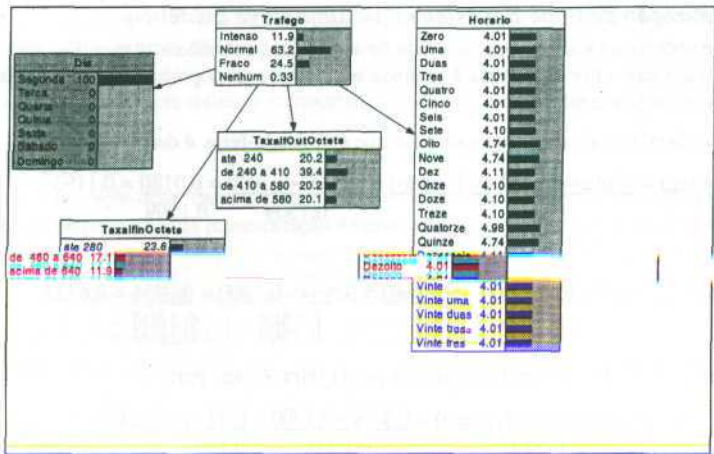 Trafego
Intenso 11.9
Normal 63.2
Fraco 24.5
Nenhum 0.33
Horario
Zero 4.01
Uma 4.01
Duas 4.01
Tres 4.01
Quatro 4.01
Cinco 4.01
Seis 4.01
Sete 4.10
Oito 4.74
Nove 4.74
Dez 4.11
Onze 4.10
Doze 4.10
Treze 4.10
Quatorze 4.98
Quinze 4.74
Dezoito 4.01
Vinte 4.01
Vinte uma 4.01
Vinte duas 4.01
Vinte tres 4.01
Vinte tres 4.01
Dia
Segunda 100
Terca 0
Quarta 0
Quinta 0
Sexta 0
Sabado 0
Domingo 0
TaxaIfOutOctets
ate 240 20.2
de 240 a 410 39.4
de 410 a 580 20.2
acima de 580 20.1
TaxaIfInOctets
ate 280 23.6
de 460 a 640 17.1
acima de 640 11.9